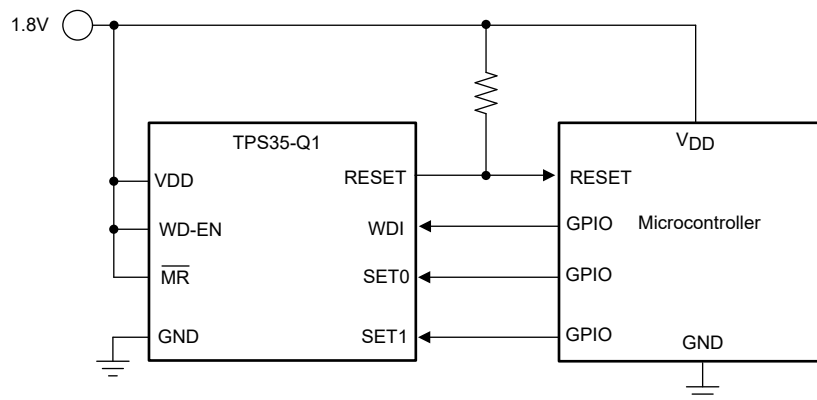 1.8V
TPS35-Q1
VDD
WD-EN
MR
GND
RESET
WDI
SET0
SET1
VDD
RESET
GPIO
Microcontroller
GPIO
GPIO
GND